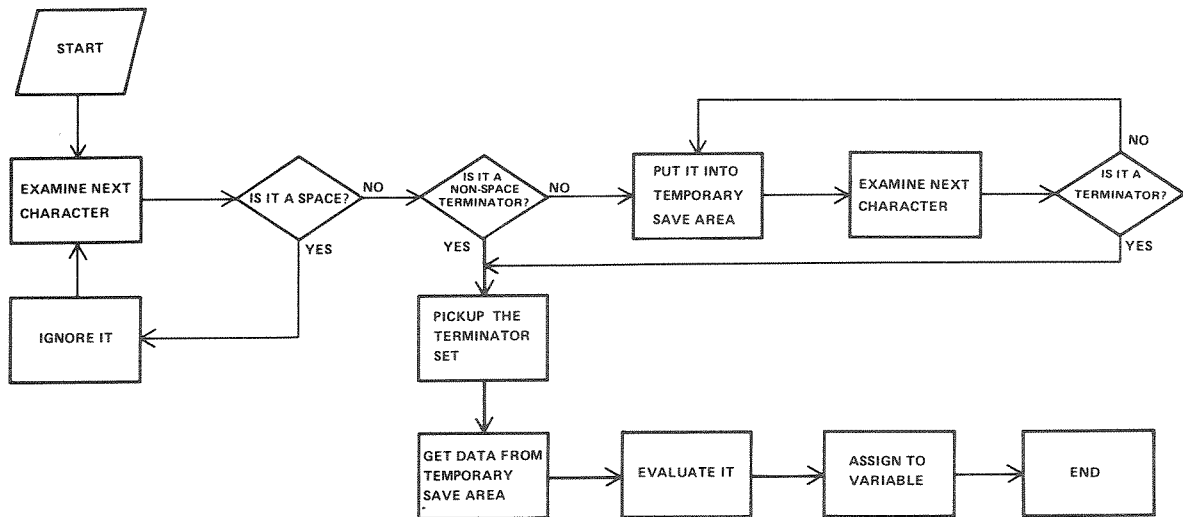 START
EXAMINE NEXT
CHARACTER
IS IT A SPACE?
NO
YES
IGNORE IT
IS IT A
NON-SPACE
TERMINATOR?
NO
YES
PUT IT INTO
TEMPORARY
SAVE AREA
EXAMINE NEXT
CHARACTER
IS IT A
TERMINATOR?
NO
YES
PICKUP THE
TERMINATOR
SET
GET DATA FROM
TEMPORARY
SAVE AREA
EVALUATE IT
ASSIGN TO
VARIABLE
END